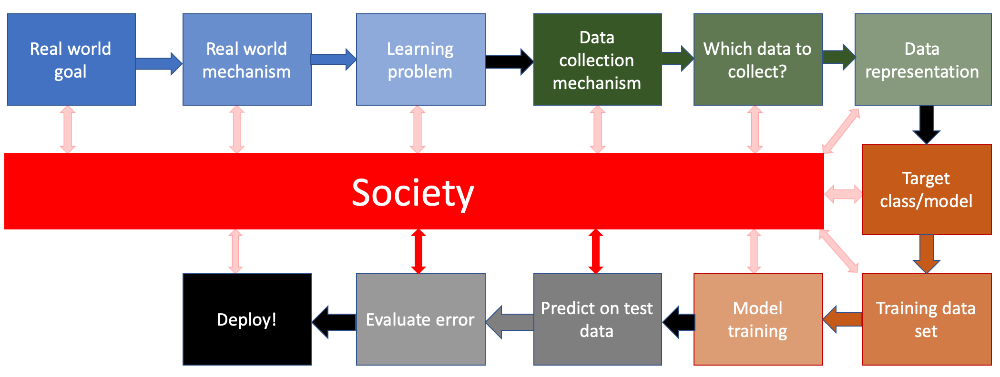 Real world
goal
Real world
mechanism
Learning
problem
Data
collection
mechanism
Which data to
collect?
Data
representation
Society
Target
class/model
Deploy!
Evaluate error
Predict on test
data
Model
training
Training data
set